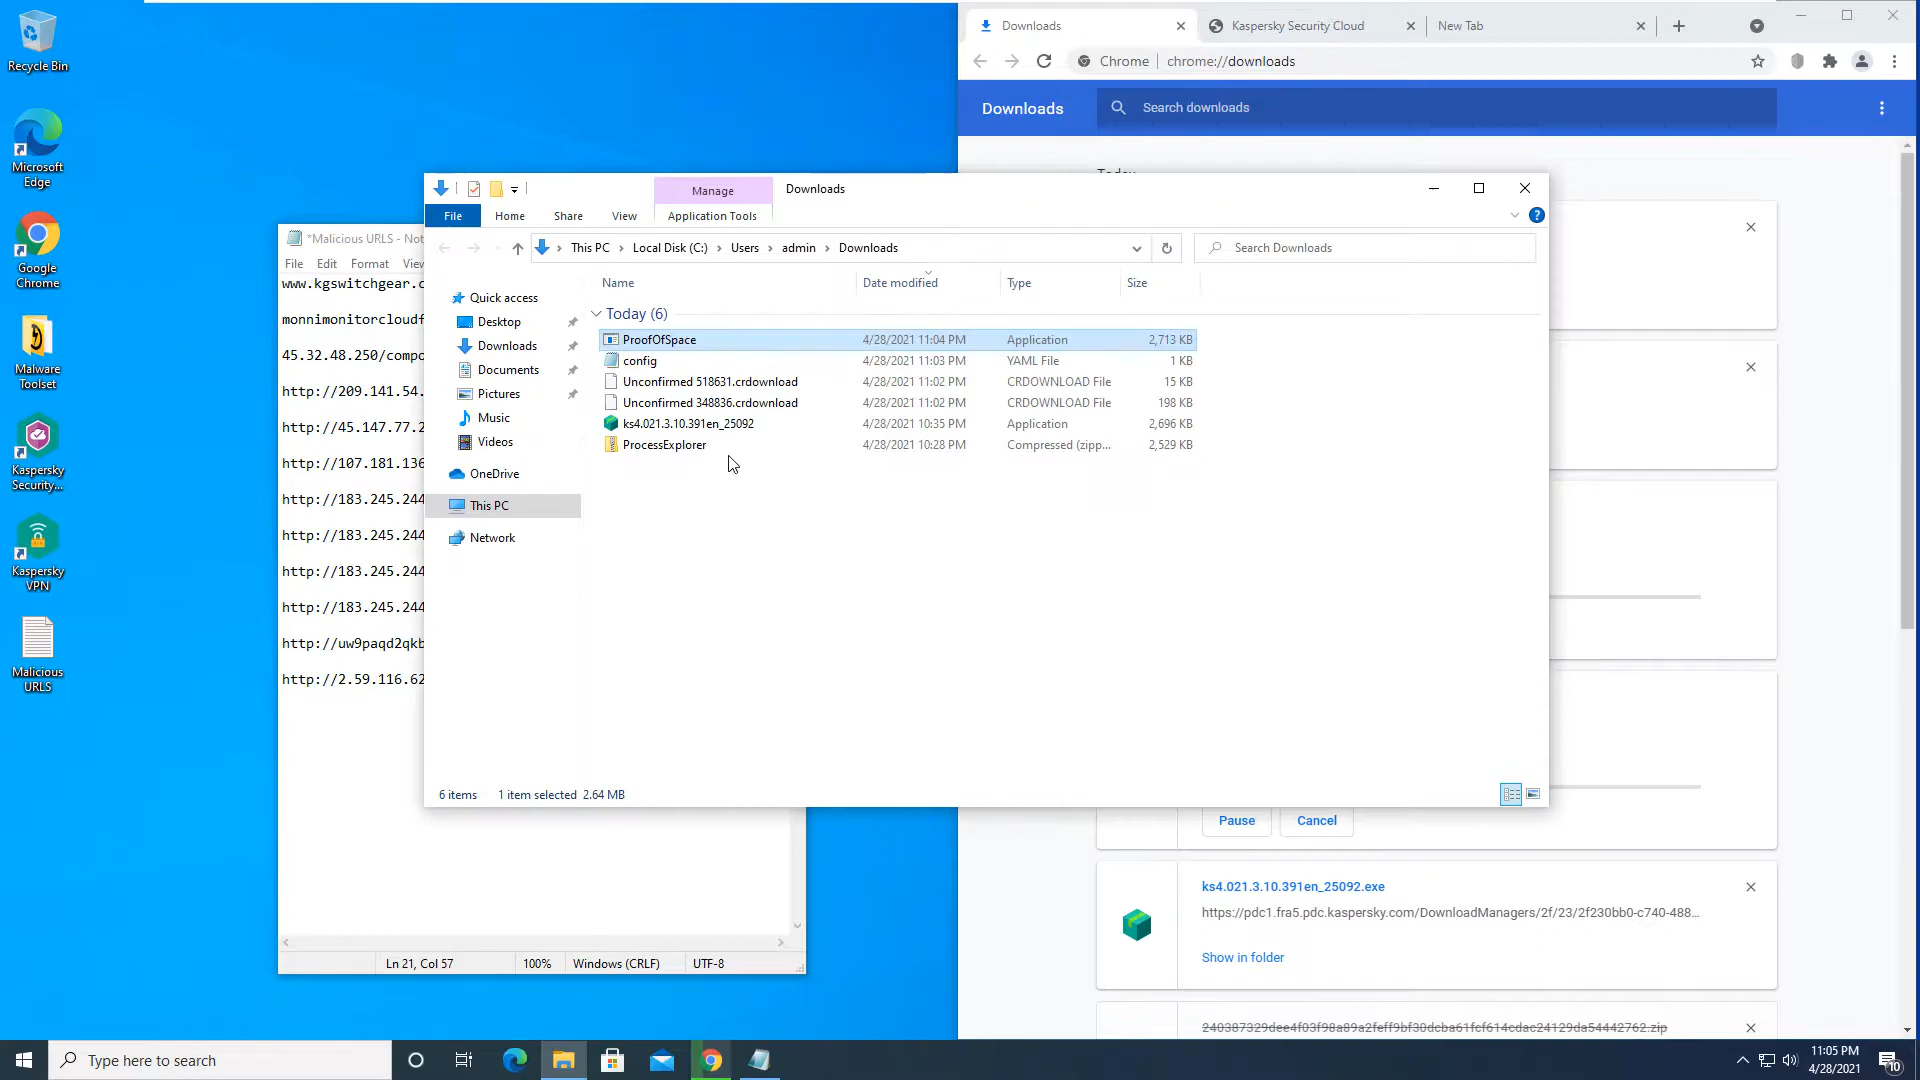 Recycle Bin
Microsoft
Edge
Google
Chrome
Malware
Toolset
Kaspersky
Security...
Kaspersky
VPN
Malicious
URLS
*Malicious URLS - Not
File Edit Format Vie
www.kgswitchgear.c
monnimonitorcloudf
45.32.48.250/compo
http://209.141.54.
http://45.147.77.2
http://107.181.136
http://183.245.244
http://183.245.244
http://183.245.244
http://183.245.244
http://uw9paqd2qkb
http://2.59.116.62
Ln 21, Col 57 100% Windows (CRLF) UTF-8
Manage Downloads
File Home Share View Application Tools
This PC Local Disk (C:) Users admin Downloads
Search Downloads
Quick access
Desktop
Downloads
Documents
Pictures
Music
Videos
OneDrive
This PC
Network
Name Date modified Type Size
Today (6)
ProofOfSpace 4/28/2021 11:04 PM Application 2,713 KB
config 4/28/2021 11:03 PM YAML File 1 KB
Unconfirmed 518631.crdownload 4/28/2021 11:02 PM CRDOWNLOAD File 15 KB
Unconfirmed 348836.crdownload 4/28/2021 11:02 PM CRDOWNLOAD File 198 KB
ks4.021.3.10.391en_25092 4/28/2021 10:35 PM Application 2,696 KB
ProcessExplorer 4/28/2021 10:28 PM Compressed (zipp... 2,529 KB
6 items 1 item selected 2.64 MB
Downloads
Kaspersky Security Cloud
New Tab
Chrome chrome://downloads
Downloads
Search downloads
Today
Pause Cancel
ks4.021.3.10.391en_25092.exe
https://pdc1.fra5.pdc.kaspersky.com/DownloadManagers/2f/23/2f230bb0-c740-488...
Show in folder
240387329dee4f03f98a89a2feff9bf30dcba61fcf614cdac24129da54442762.zip
Type here to search
11:05 PM
4/28/2021
10